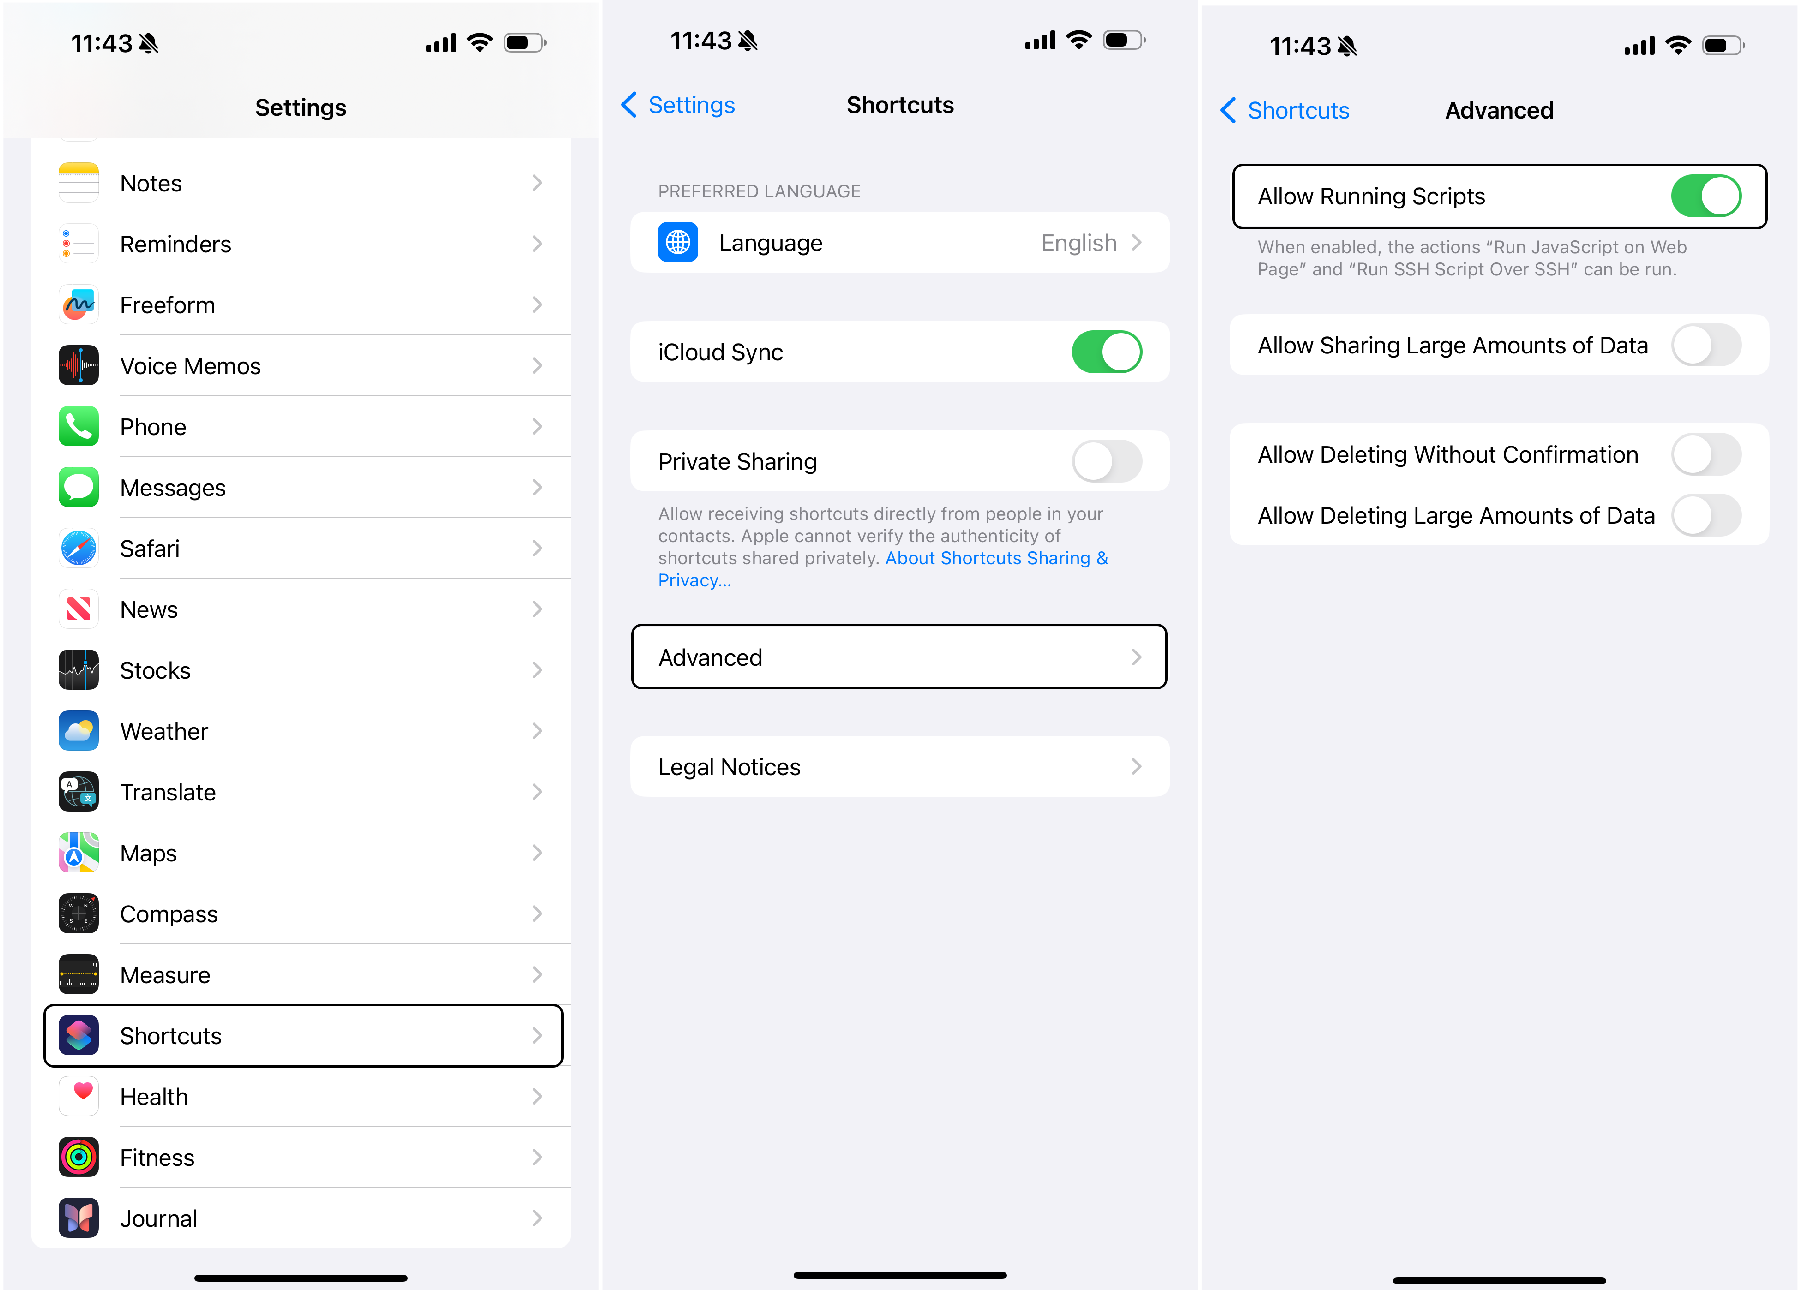 11:43
Settings
Notes
Reminders
Freeform
Voice Memos
Phone
Messages
Safari
News
Stocks
Weather
Translate
Maps
Compass
Measure
Shortcuts
Health
Fitness
Journal
11:43
Settings
Shortcuts
PREFERRED LANGUAGE
Language
English
iCloud Sync
Private Sharing
Allow receiving shortcuts directly from people in your
contacts. Apple cannot verify the authenticity of
shortcuts shared privately. About Shortcuts Sharing &
Privacy...
Advanced
Legal Notices
11:43
Shortcuts
Advanced
Allow Running Scripts
When enabled, the actions “Run JavaScript on Web
Page” and “Run SSH Script Over SSH” can be run.
Allow Sharing Large Amounts of Data
Allow Deleting Without Confirmation
Allow Deleting Large Amounts of Data